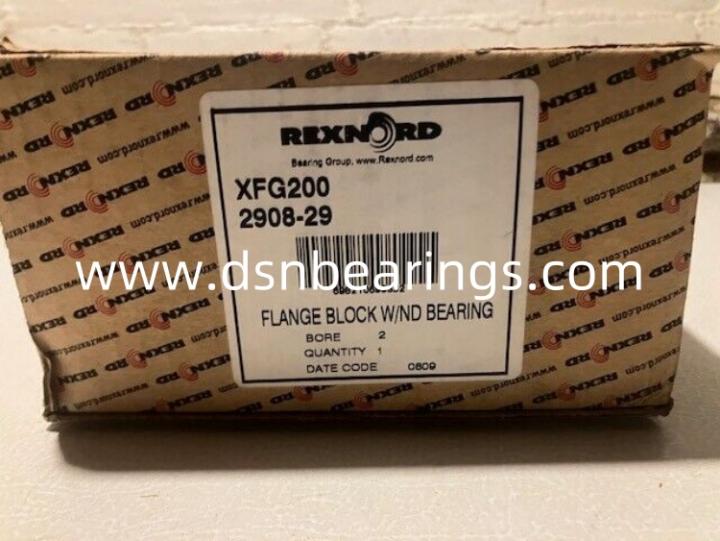 REXNORD
Bearing Group, www.Rexnord.com
XFG200
2908-29
www.dsnbearings.com
FLANGE BLOCK W/ND BEARING
BORE 2
QUANTITY 1
DATE CODE 0809